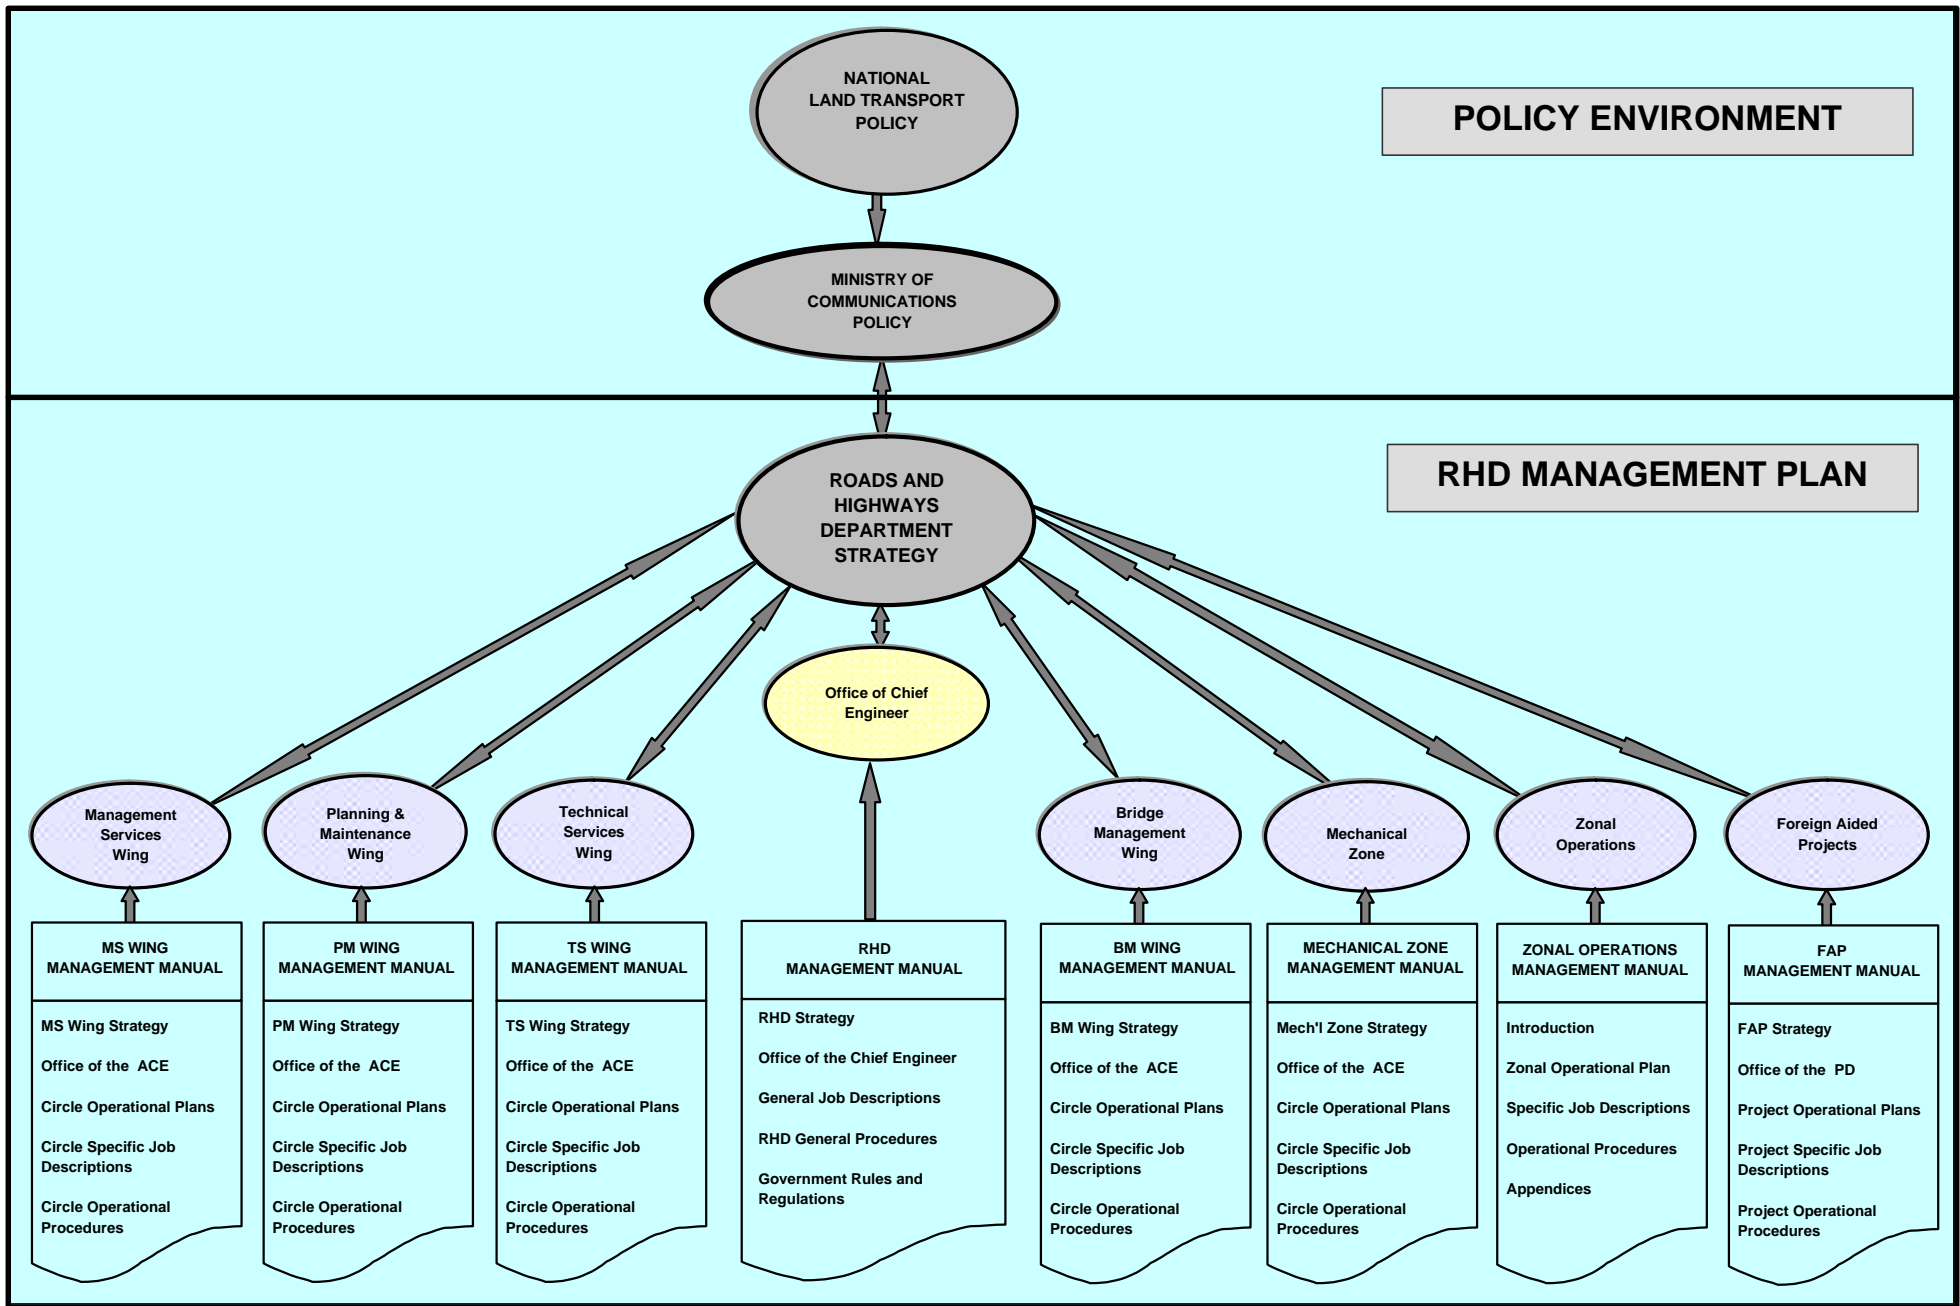 NATIONAL
LAND TRANSPORT
POLICY
POLICY ENVIRONMENT
MINISTRY OF
COMMUNICATIONS
POLICY
RHD MANAGEMENT PLAN
ROADS AND
HIGHWAYS
DEPARTMENT
STRATEGY
Office of Chief
Engineer
Management
Services
Wing
Planning &
Maintenance
Wing
Technical
Services
Wing
Bridge
Management
Wing
Mechanical
Zone
Zonal
Operations
Foreign Aided
Projects
MS WING
MANAGEMENT MANUAL
MS Wing Strategy
Office of the  ACE
Circle Operational Plans
Circle Specific Job
Descriptions
Circle Operational
Procedures
PM WING
MANAGEMENT MANUAL
PM Wing Strategy
Office of the  ACE
Circle Operational Plans
Circle Specific Job
Descriptions
Circle Operational
Procedures
TS WING
MANAGEMENT MANUAL
TS Wing Strategy
Office of the  ACE
Circle Operational Plans
Circle Specific Job
Descriptions
Circle Operational
Procedures
RHD
MANAGEMENT MANUAL
RHD Strategy
Office of the Chief Engineer
General Job Descriptions
RHD General Procedures
Government Rules and
Regulations
BM WING
MANAGEMENT MANUAL
BM Wing Strategy
Office of the  ACE
Circle Operational Plans
Circle Specific Job
Descriptions
Circle Operational
Procedures
MECHANICAL ZONE
MANAGEMENT MANUAL
Mech'l Zone Strategy
Office of the  ACE
Circle Operational Plans
Circle Specific Job
Descriptions
Circle Operational
Procedures
ZONAL OPERATIONS
MANAGEMENT MANUAL
Introduction
Zonal Operational Plan
Specific Job Descriptions
Operational Procedures
Appendices
FAP
MANAGEMENT MANUAL
FAP Strategy
Office of the  PD
Project Operational Plans
Project Specific Job
Descriptions
Project Operational
Procedures